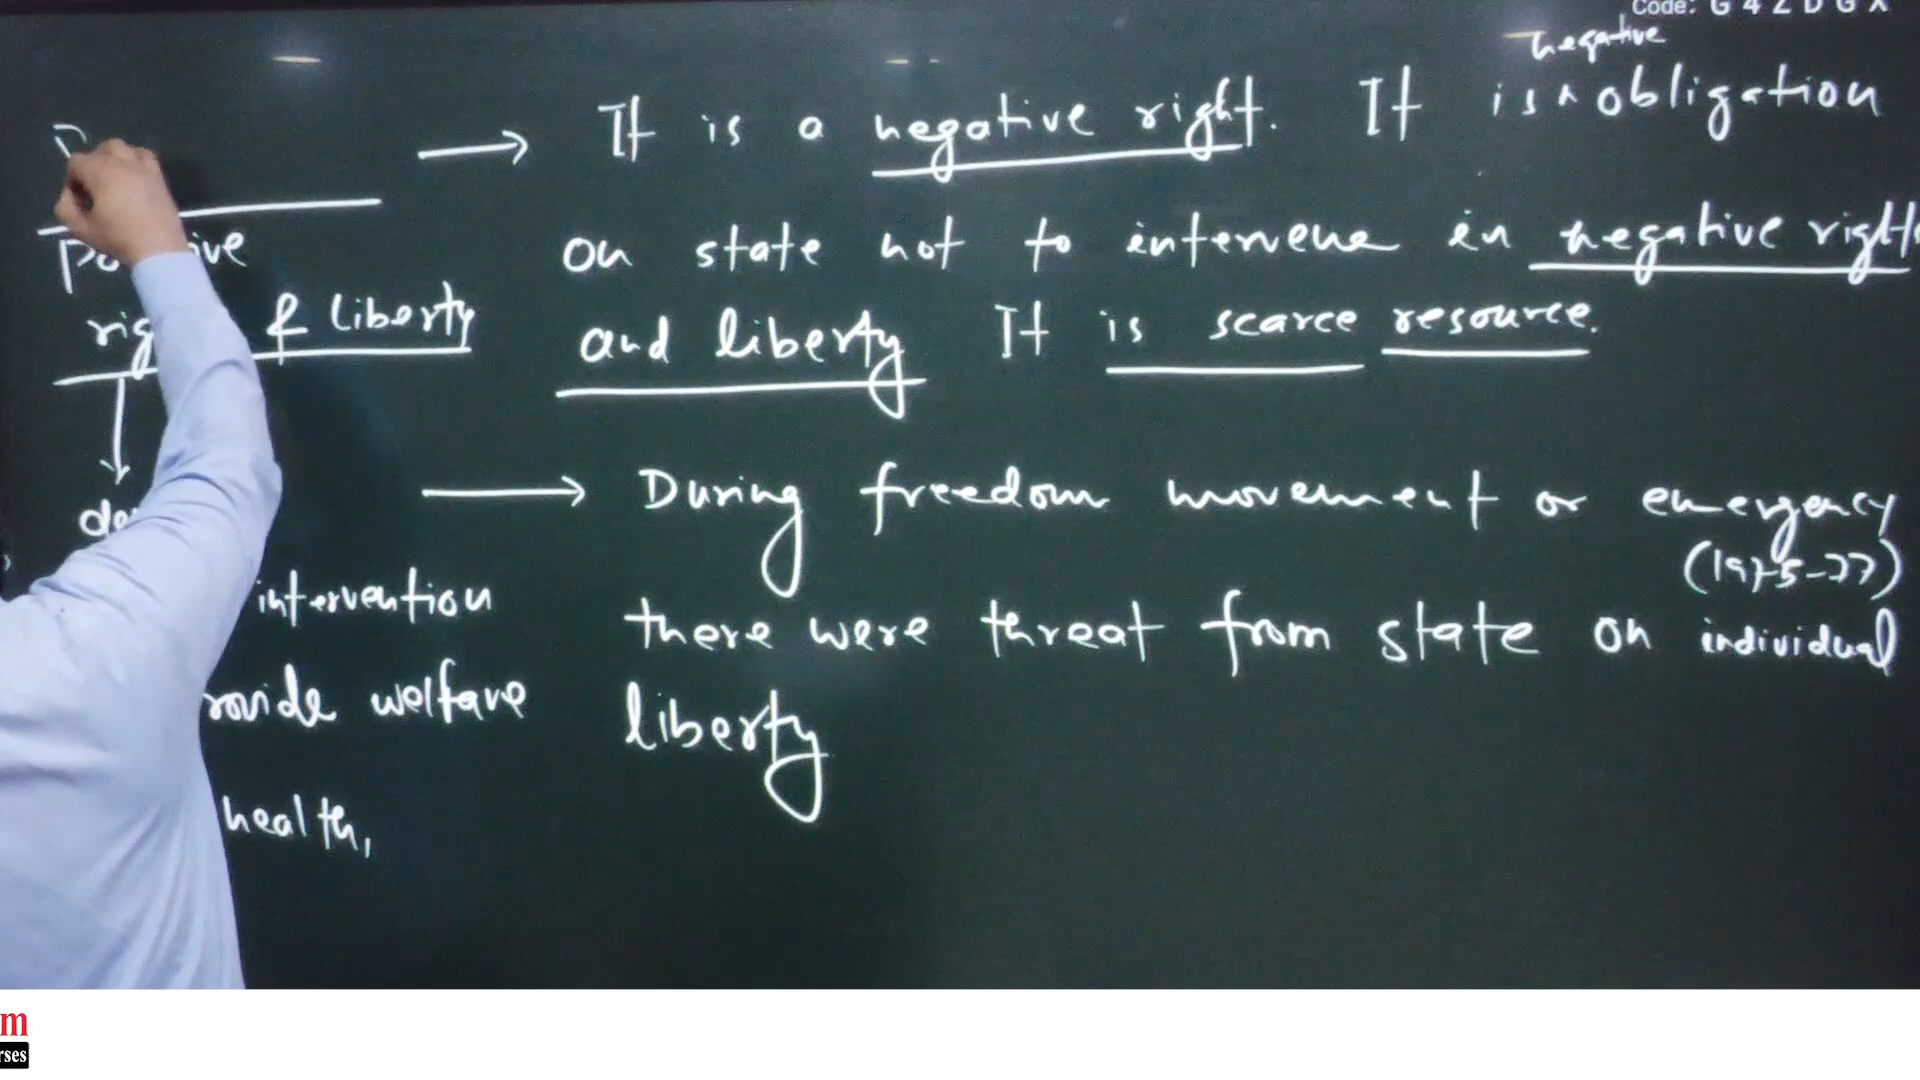 Code: G 4 Z D G X
negative
→ It is a negative right. It is ^ obligation
on state not to intervene in negative right
and liberty It is scarce resource.
→ During freedom movement or emergency
(1975-77)
there were threat from state on individual
liberty
& liberty
intervention
welfare
health,